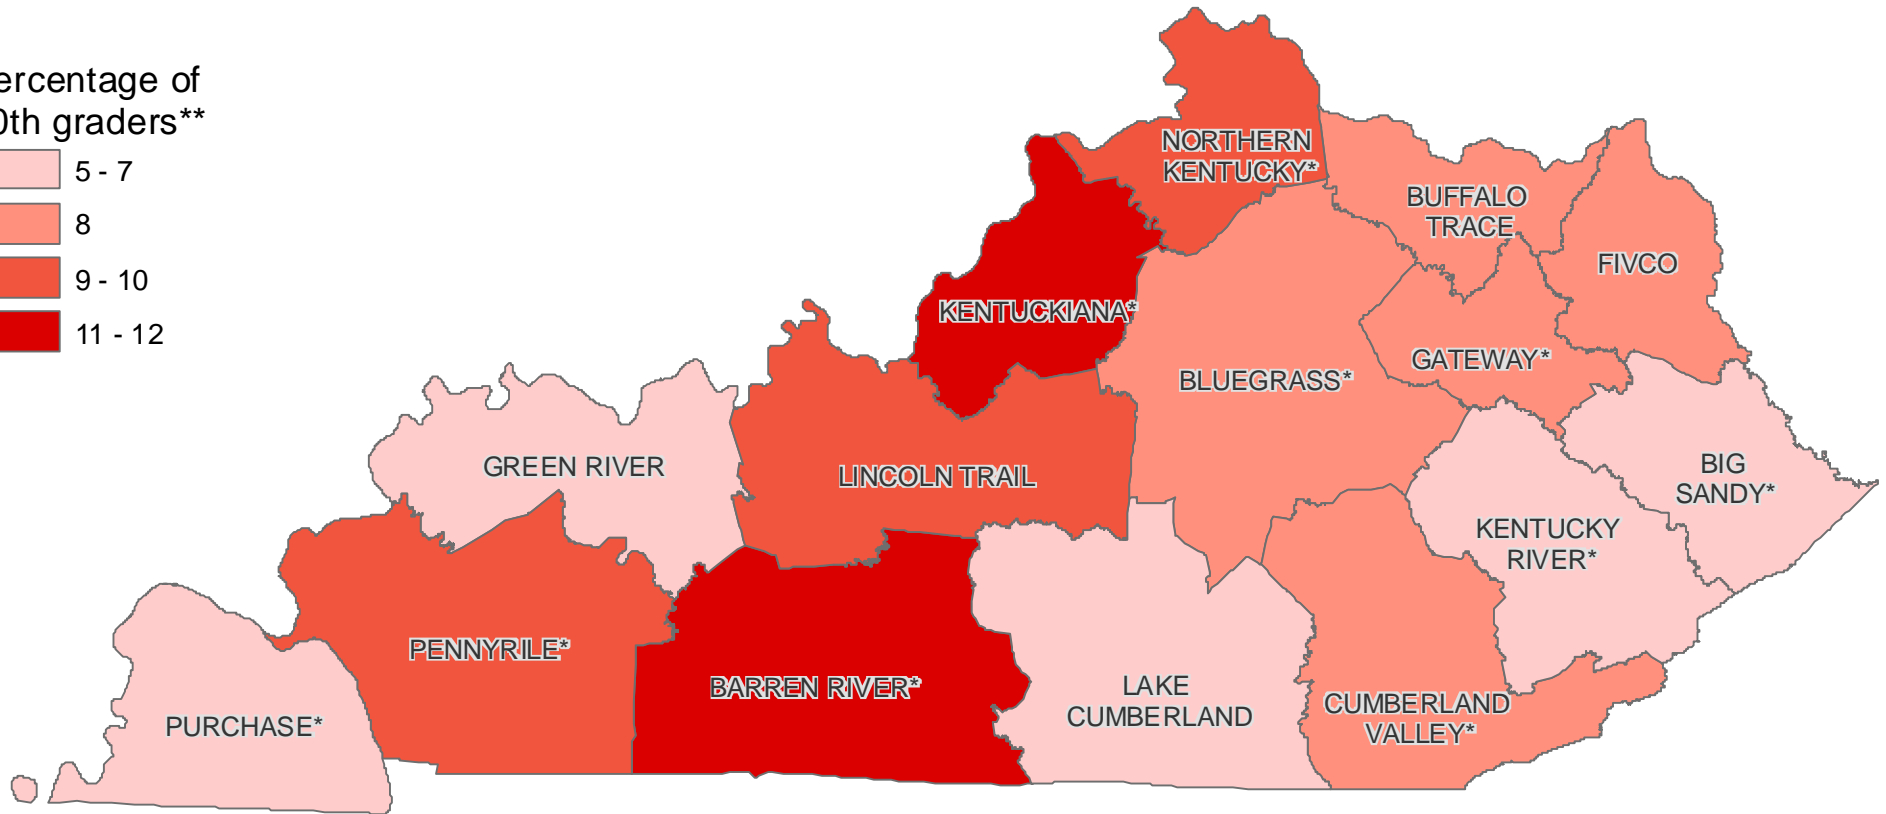 ercentage of
0th graders**
5 - 7
8
9 - 10
11 - 12
NORTHERN
KENTUCKY*
BUFFALO
TRACE
FIVCO
KENTUCKIANA*
GATEWAY*
BLUEGRASS*
GREEN RIVER
LINCOLN TRAIL
BIG
SANDY*
KENTUCKY
RIVER*
PENNYRILE*
BARREN RIVER*
LAKE
CUMBERLAND
CUMBERLAND
VALLEY*
PURCHASE*